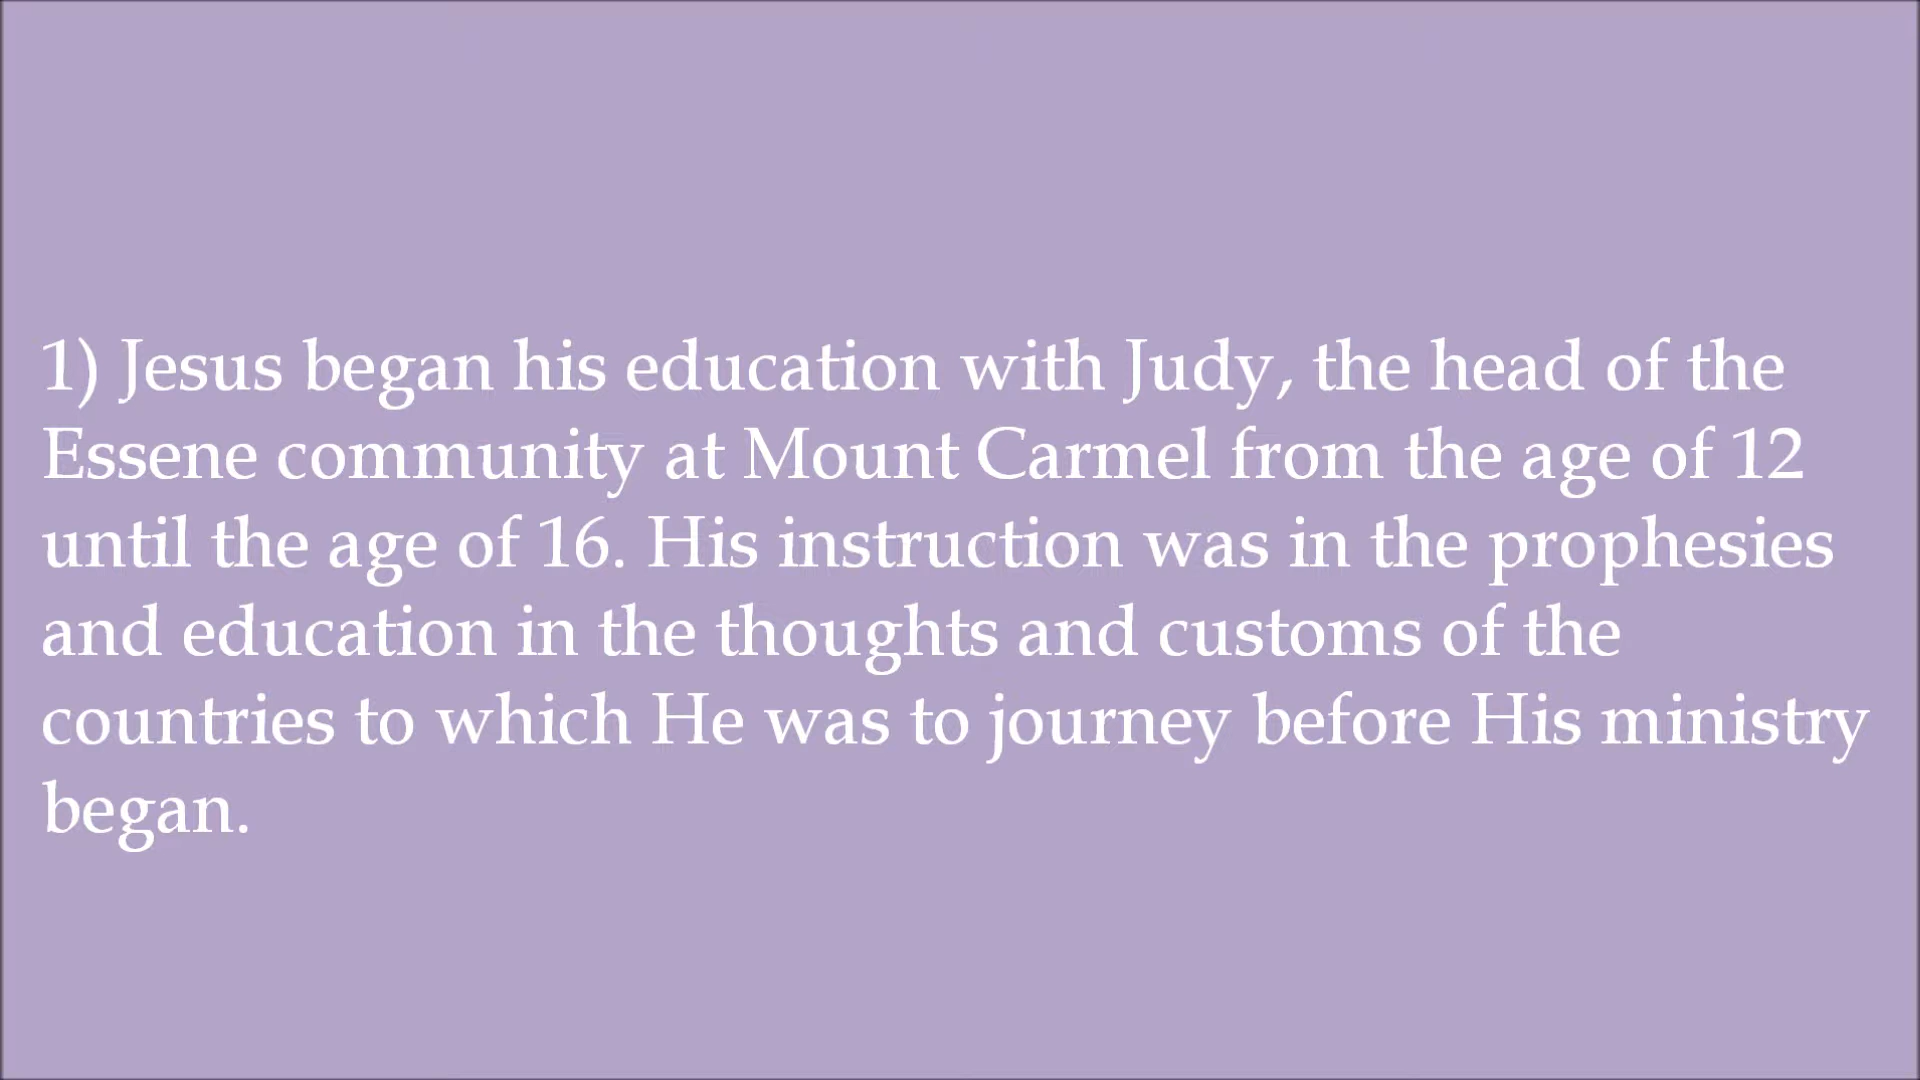 1) Jesus began his education with Judy, the head of the
Essene community at Mount Carmel from the age of 12
until the age of 16. His instruction was in the prophesies
and education in the thoughts and customs of the
countries to which He was to journey before His ministry
began.